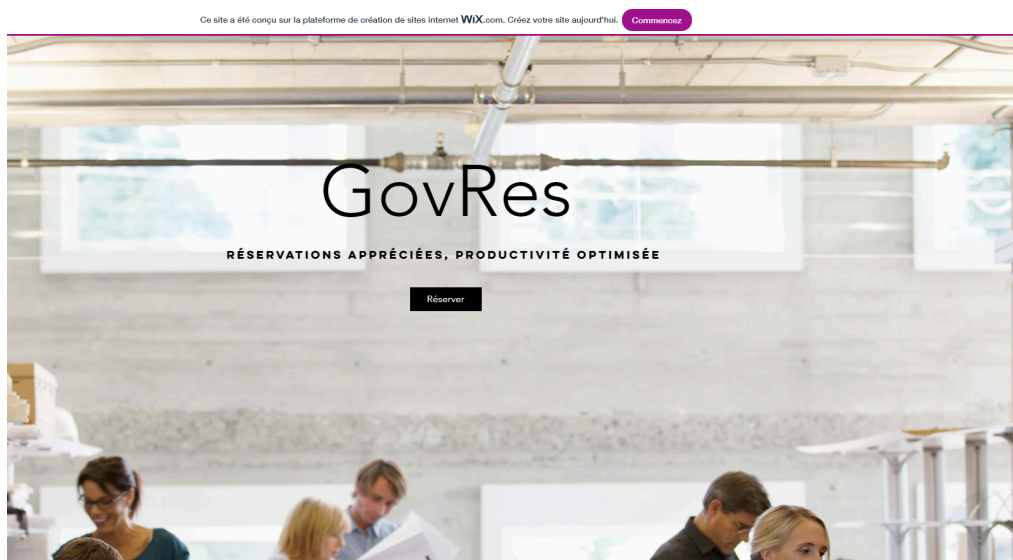 Ce site a été conçu sur la plateforme de création de sites internet WiX.com. Créez votre site aujourd'hui. Commencez
GovRes
RÉSERVATIONS APPRÉCIÉES, PRODUCTIVITÉ OPTIMISÉE
Réserver